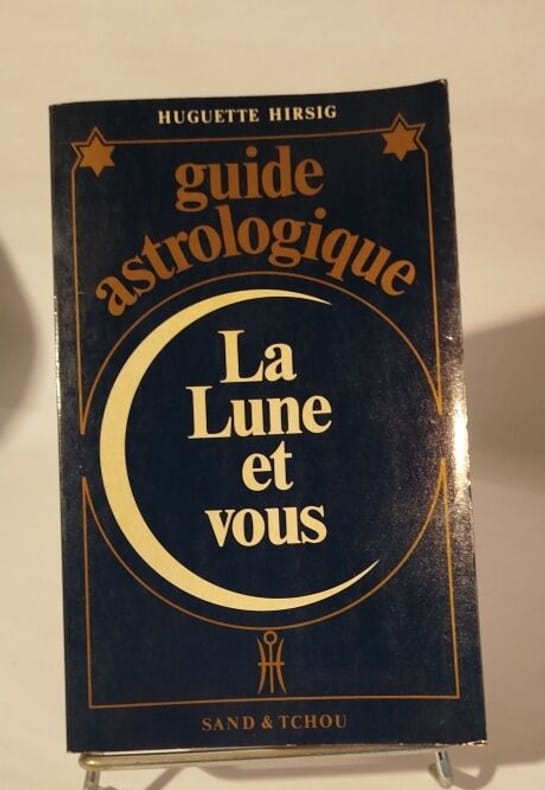 HUGUETTE HIRSIG
guide
astrologique
La
Lune
et
vous
SAND & TCHOU